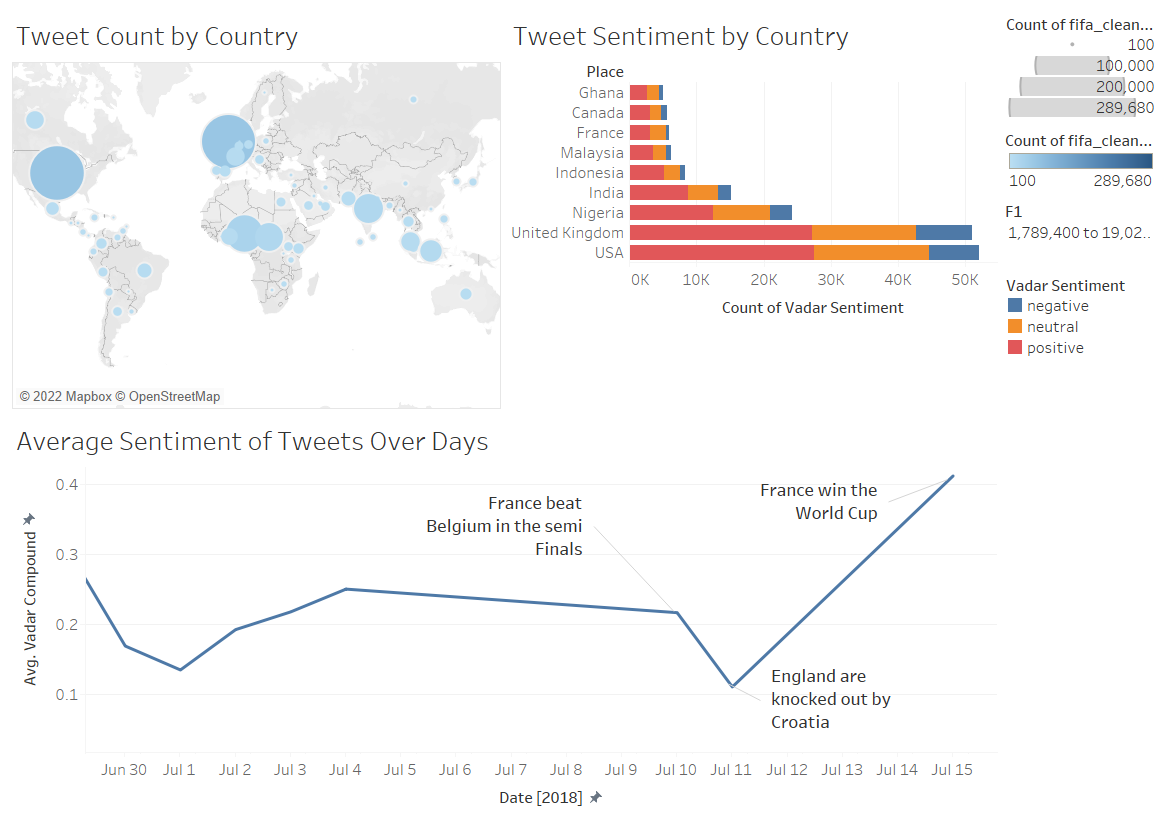 Tweet Count by Country
© 2022 Mapbox © OpenStreetMap
Tweet Sentiment by Country
Place
Ghana
Canada
France
Malaysia
Indonesia
India
Nigeria
United Kingdom
USA
0K 10K 20K 30K 40K 50K
Count of Vadar Sentiment
Count of fifa_clean...
100
100,000
200,000
289,680
Count of fifa_clean...
100 289,680
F1
1,789,400 to 19,02..
Vadar Sentiment
negative
neutral
positive
Average Sentiment of Tweets Over Days
Avg. Vadar Compound
0.4
0.3
0.2
0.1
France beat
Belgium in the semi
Finals
France win the
World Cup
England are
knocked out by
Croatia
Jun 30 Jul 1 Jul 2 Jul 3 Jul 4 Jul 5 Jul 6 Jul 7 Jul 8 Jul 9 Jul 10 Jul 11 Jul 12 Jul 13 Jul 14 Jul 15
Date [2018]